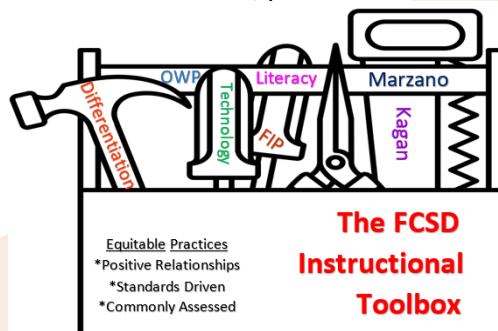 OWP
Literacy
Marzano
Differentiation
Technology
FIP
Kagan
Equitable Practices
*Positive Relationships
*Standards Driven
*Commonly Assessed
The FCSD
Instructional
Toolbox